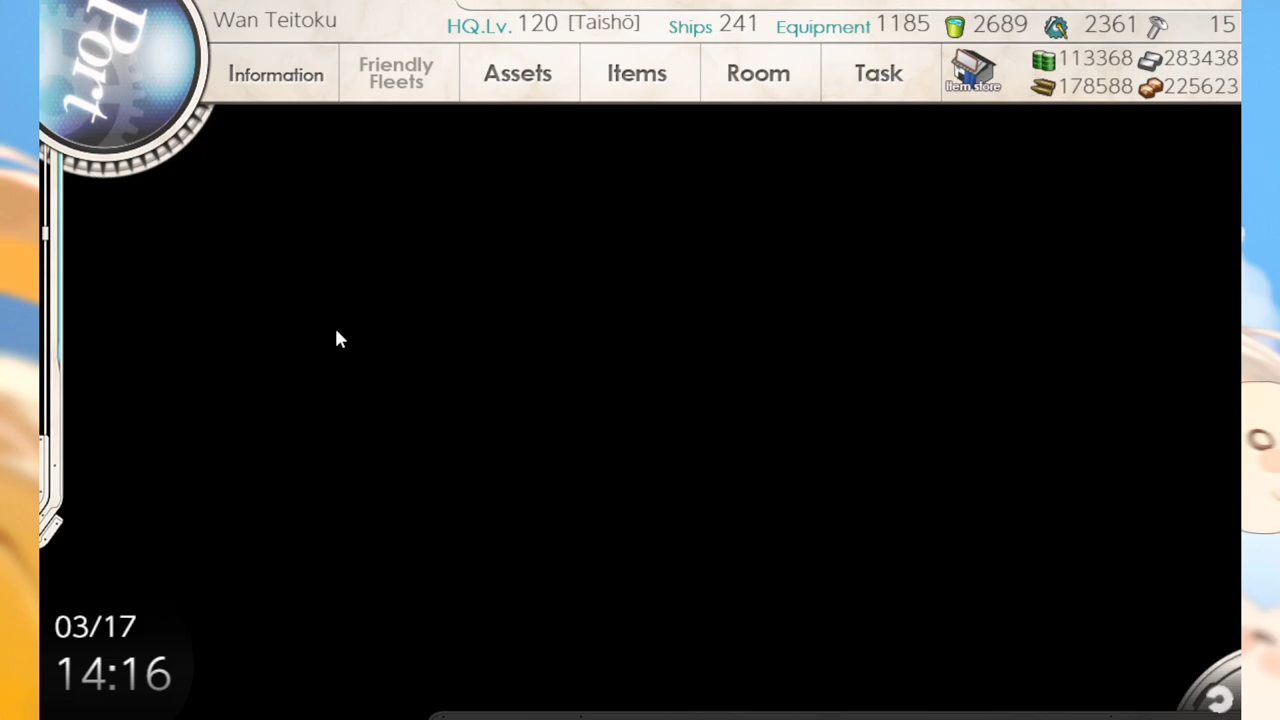 Port
Wan Teitoku
HQ.Lv. 120 [Taishō] Ships 241 Equipment 1185 2689 2361 15
Information
Friendly
Fleets
Assets
Items
Room
Task
Item store
113368 283438
178588 225623
03/17
14:16